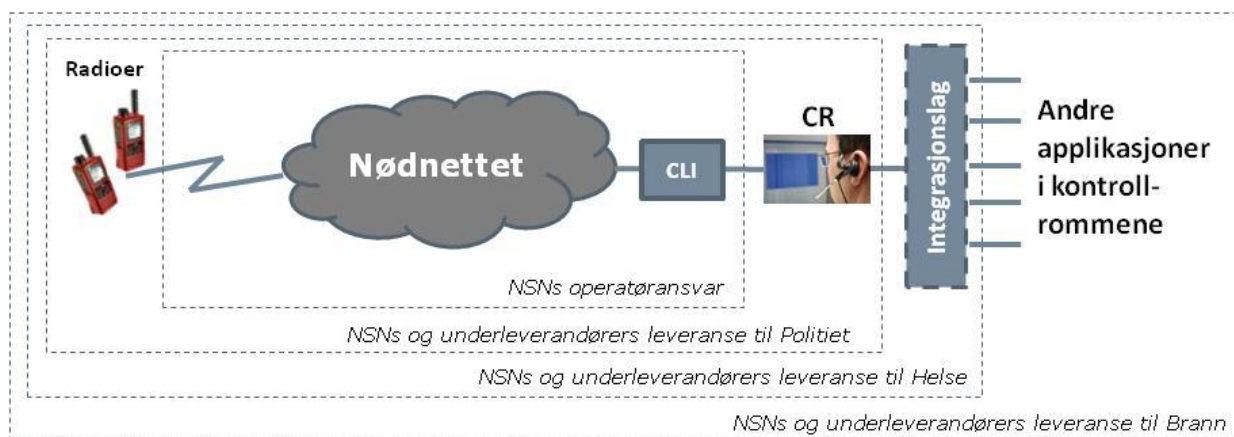 Radioer
Nødnettet
CLI
CR
Integrasjonslag
Andre
applikasjoner
i kontroll-
rommene
NSNs operatøransvar
NSNs og underleverandørers leveranse til Politiet
NSNs og underleverandørers leveranse til Helse
NSNs og underleverandørers leveranse til Brann